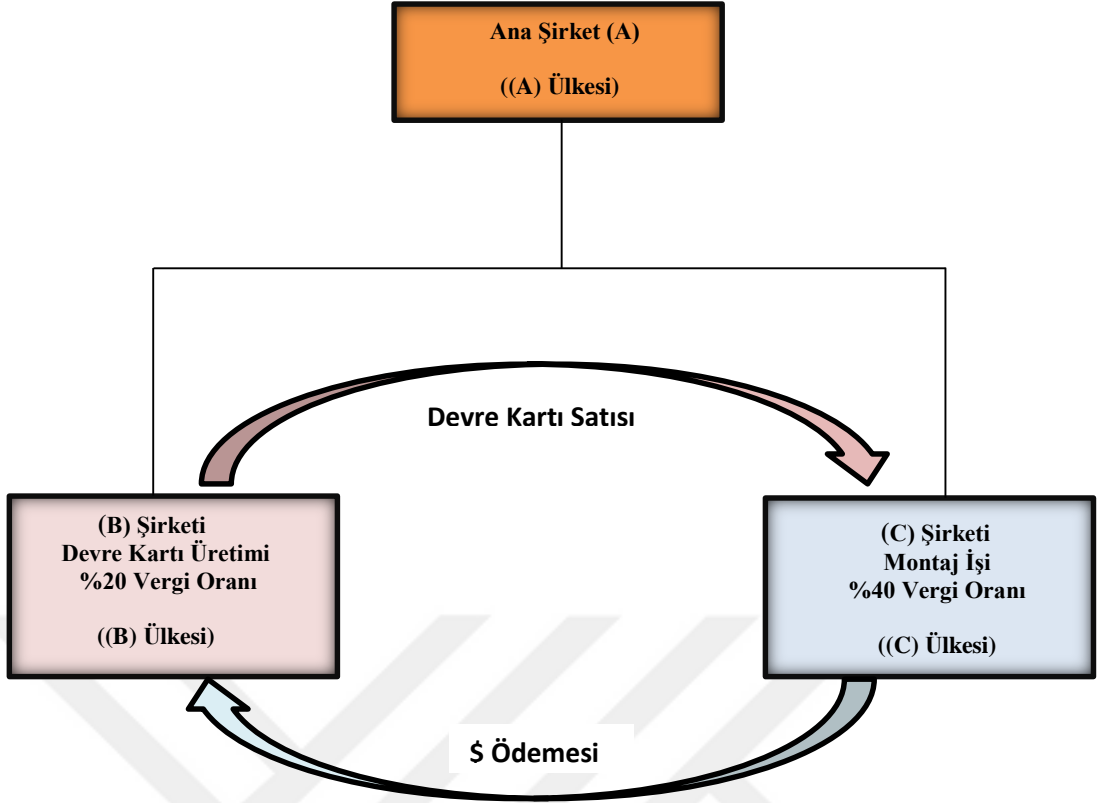 Ana Şirket (A)
((A) Ülkesi)
Devre Kartı Satısı
(B) Şirketi
Devre Kartı Üretimi
%20 Vergi Oranı
((B) Ülkesi)
(C) Şirketi
Montaj İşi
%40 Vergi Oranı
((C) Ülkesi)
$ Ödemesi